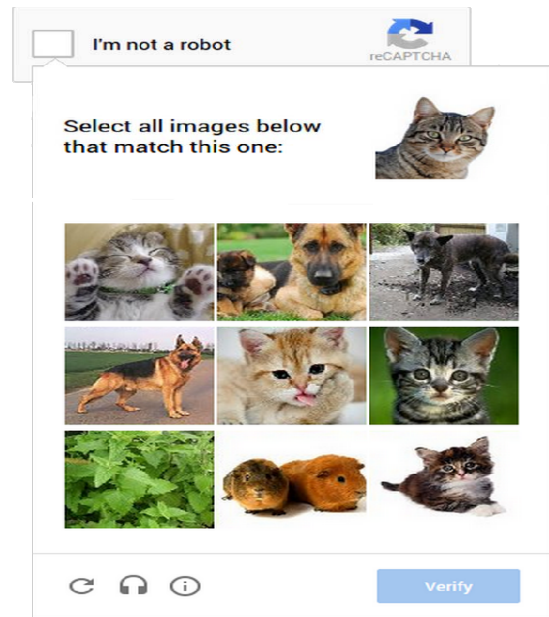 I'm not a robot
reCAPTCHA
Select all images below
that match this one:
Verify